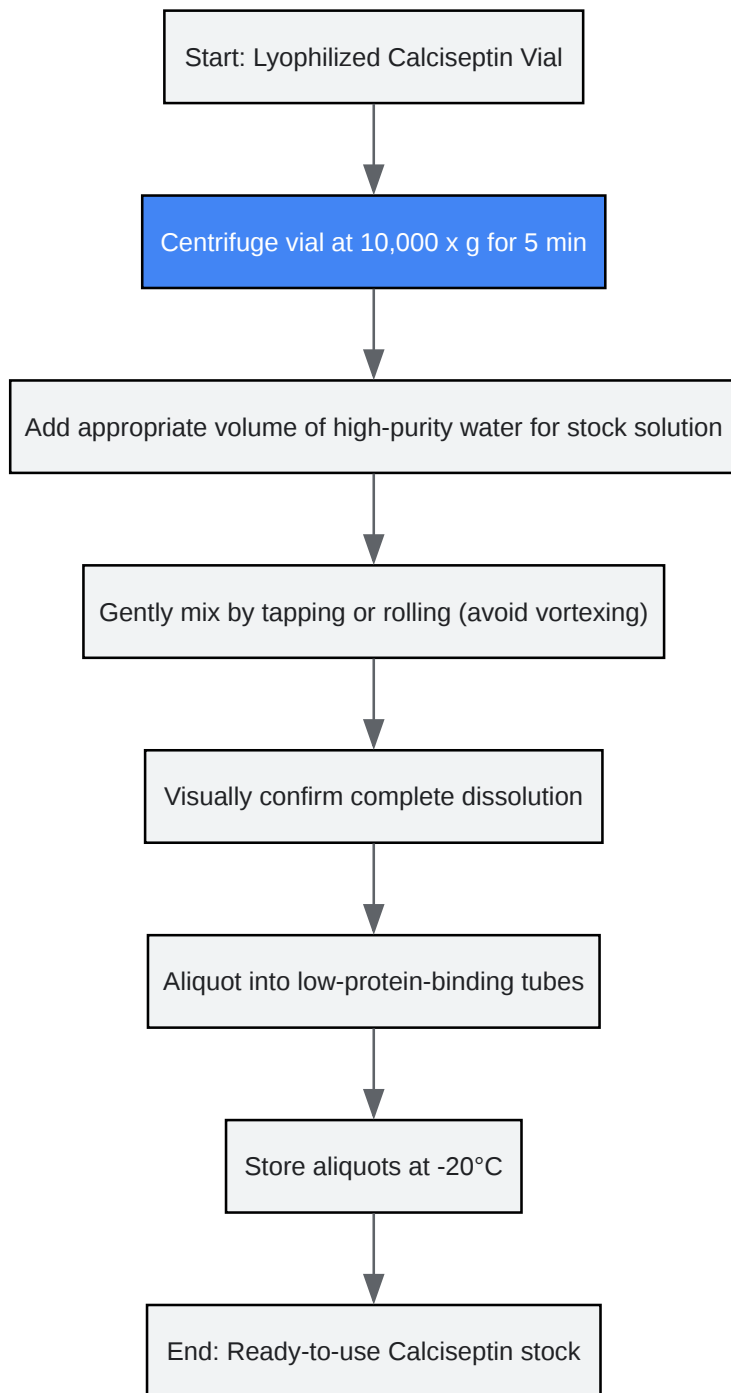 Start: Lyophilized Calciseptin Vial
Centrifuge vial at 10,000 x g for 5 min
Add appropriate volume of high-purity water for stock solution
Gently mix by tapping or rolling (avoid vortexing)
Visually confirm complete dissolution
Aliquot into low-protein-binding tubes
Store aliquots at -20°C
End: Ready-to-use Calciseptin stock